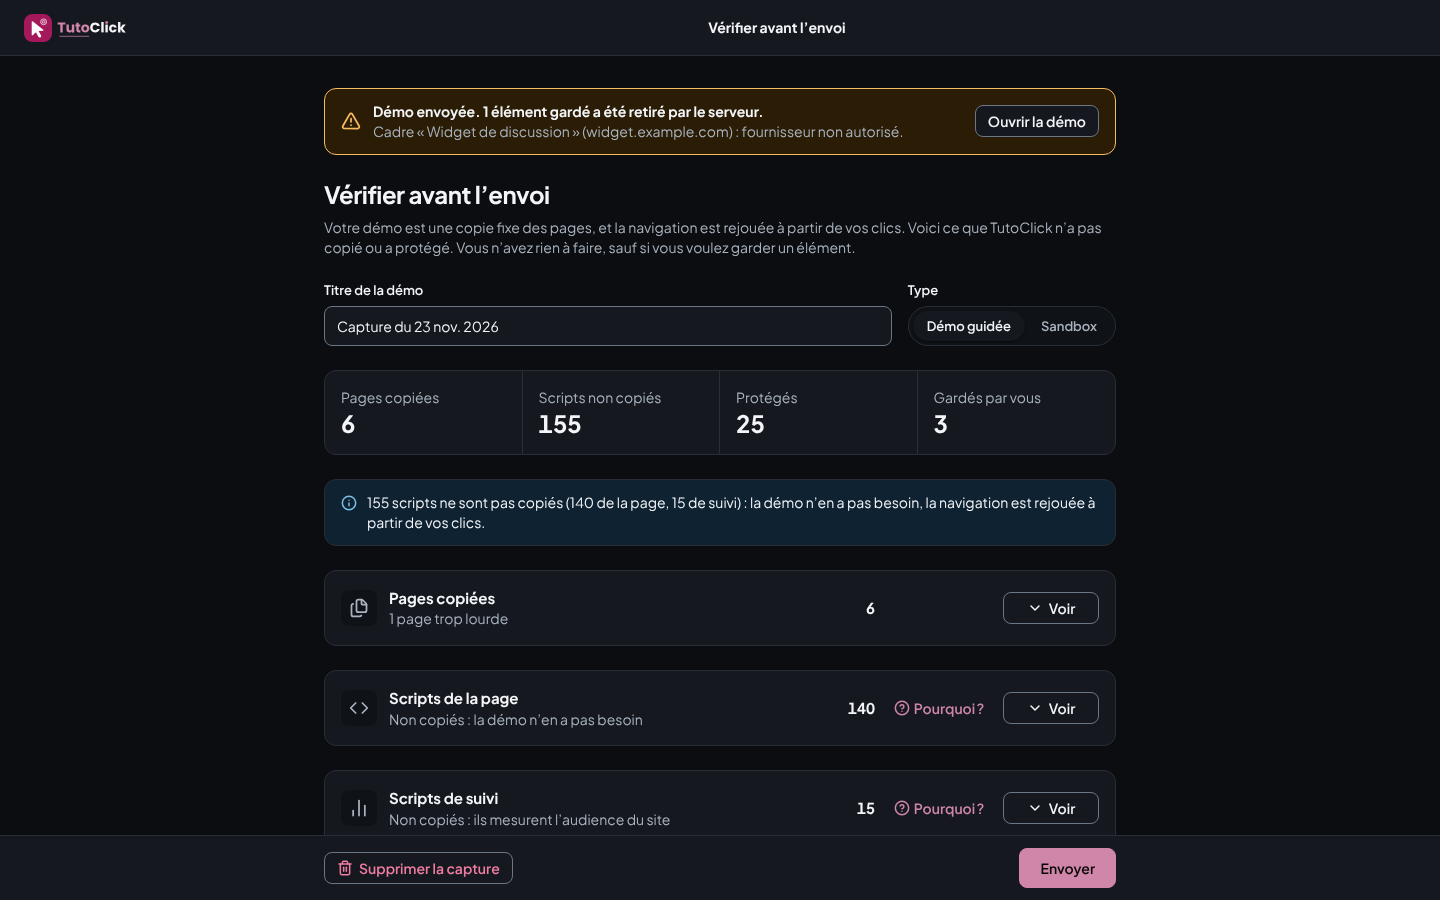 TutoClick
Vérifier avant l’envoi
Démo envoyée. 1 élément gardé a été retiré par le serveur.
Cadre « Widget de discussion » (widget.example.com) : fournisseur non autorisé.
Ouvrir la démo
Vérifier avant l’envoi
Votre démo est une copie fixe des pages, et la navigation est rejouée à partir de vos clics. Voici ce que TutoClick n’a pas
copié ou a protégé. Vous n’avez rien à faire, sauf si vous voulez garder un élément.
Titre de la démo
Type
Capture du 23 nov. 2026
Démo guidée
Sandbox
Pages copiées
6
Scripts non copiés
155
Protégés
25
Gardés par vous
3
155 scripts ne sont pas copiés (140 de la page, 15 de suivi) : la démo n’en a pas besoin, la navigation est rejouée à
partir de vos clics.
Pages copiées
1 page trop lourde
6
Voir
Scripts de la page
Non copiés : la démo n’en a pas besoin
140
Pourquoi ?
Voir
Scripts de suivi
Non copiés : ils mesurent l’audience du site
15
Pourquoi ?
Voir
Supprimer la capture
Envoyer